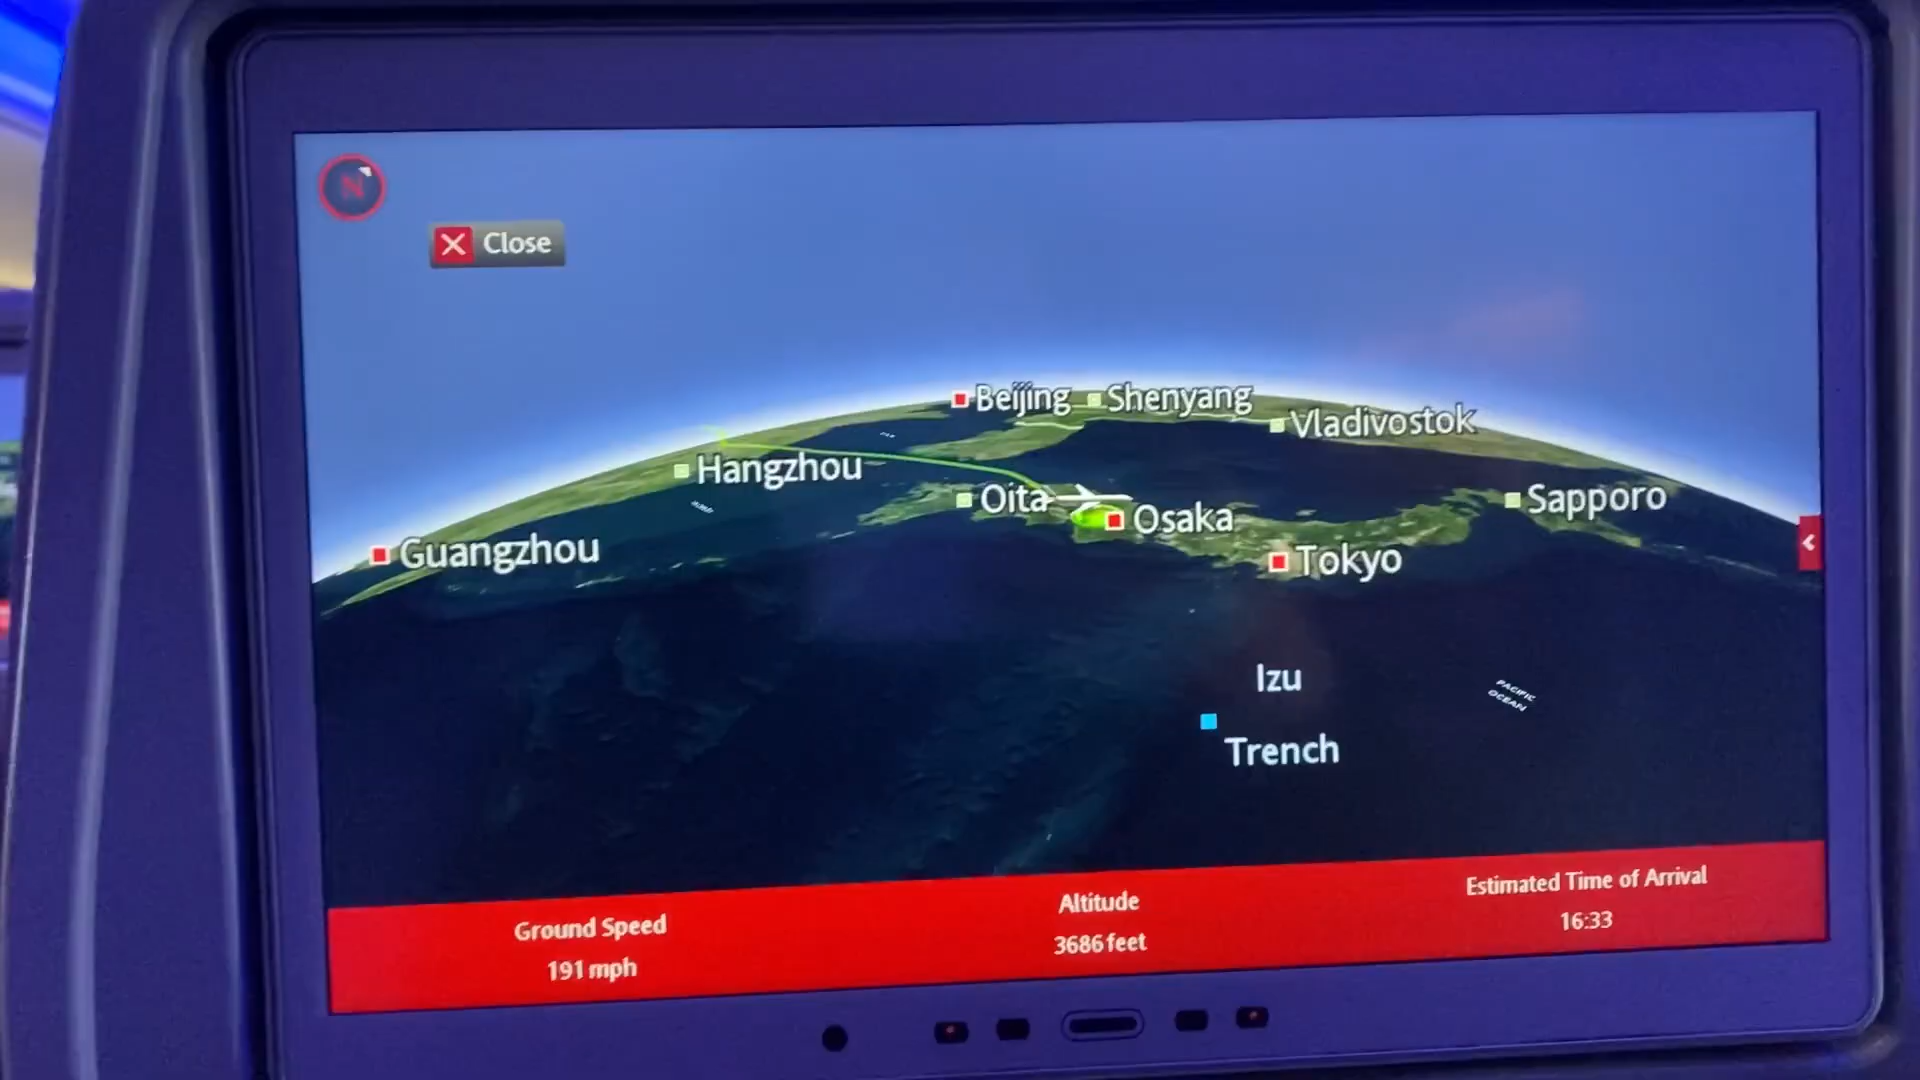 N
Close
Beijing
Shenyang
Vladivostok
Hangzhou
Oita
Osaka
Sapporo
Guangzhou
Tokyo
Izu
Trench
PACIFIC
OCEAN
Ground Speed
191 mph
Altitude
3686 feet
Estimated Time of Arrival
16:33